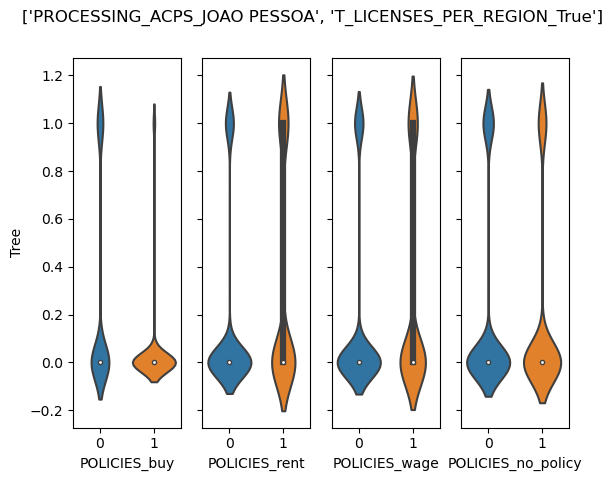 ['PROCESSING_ACPS_JOAO PESSOA', 'T_LICENSES_PER_REGION_True']
1.2
1.0
0.8
0.6
0.4
0.2
0.0
−0.2
Tree
0 1 0 1 0 1 0 1
POLICIES_buy POLICIES_rent POLICIES_wage POLICIES_no_policy